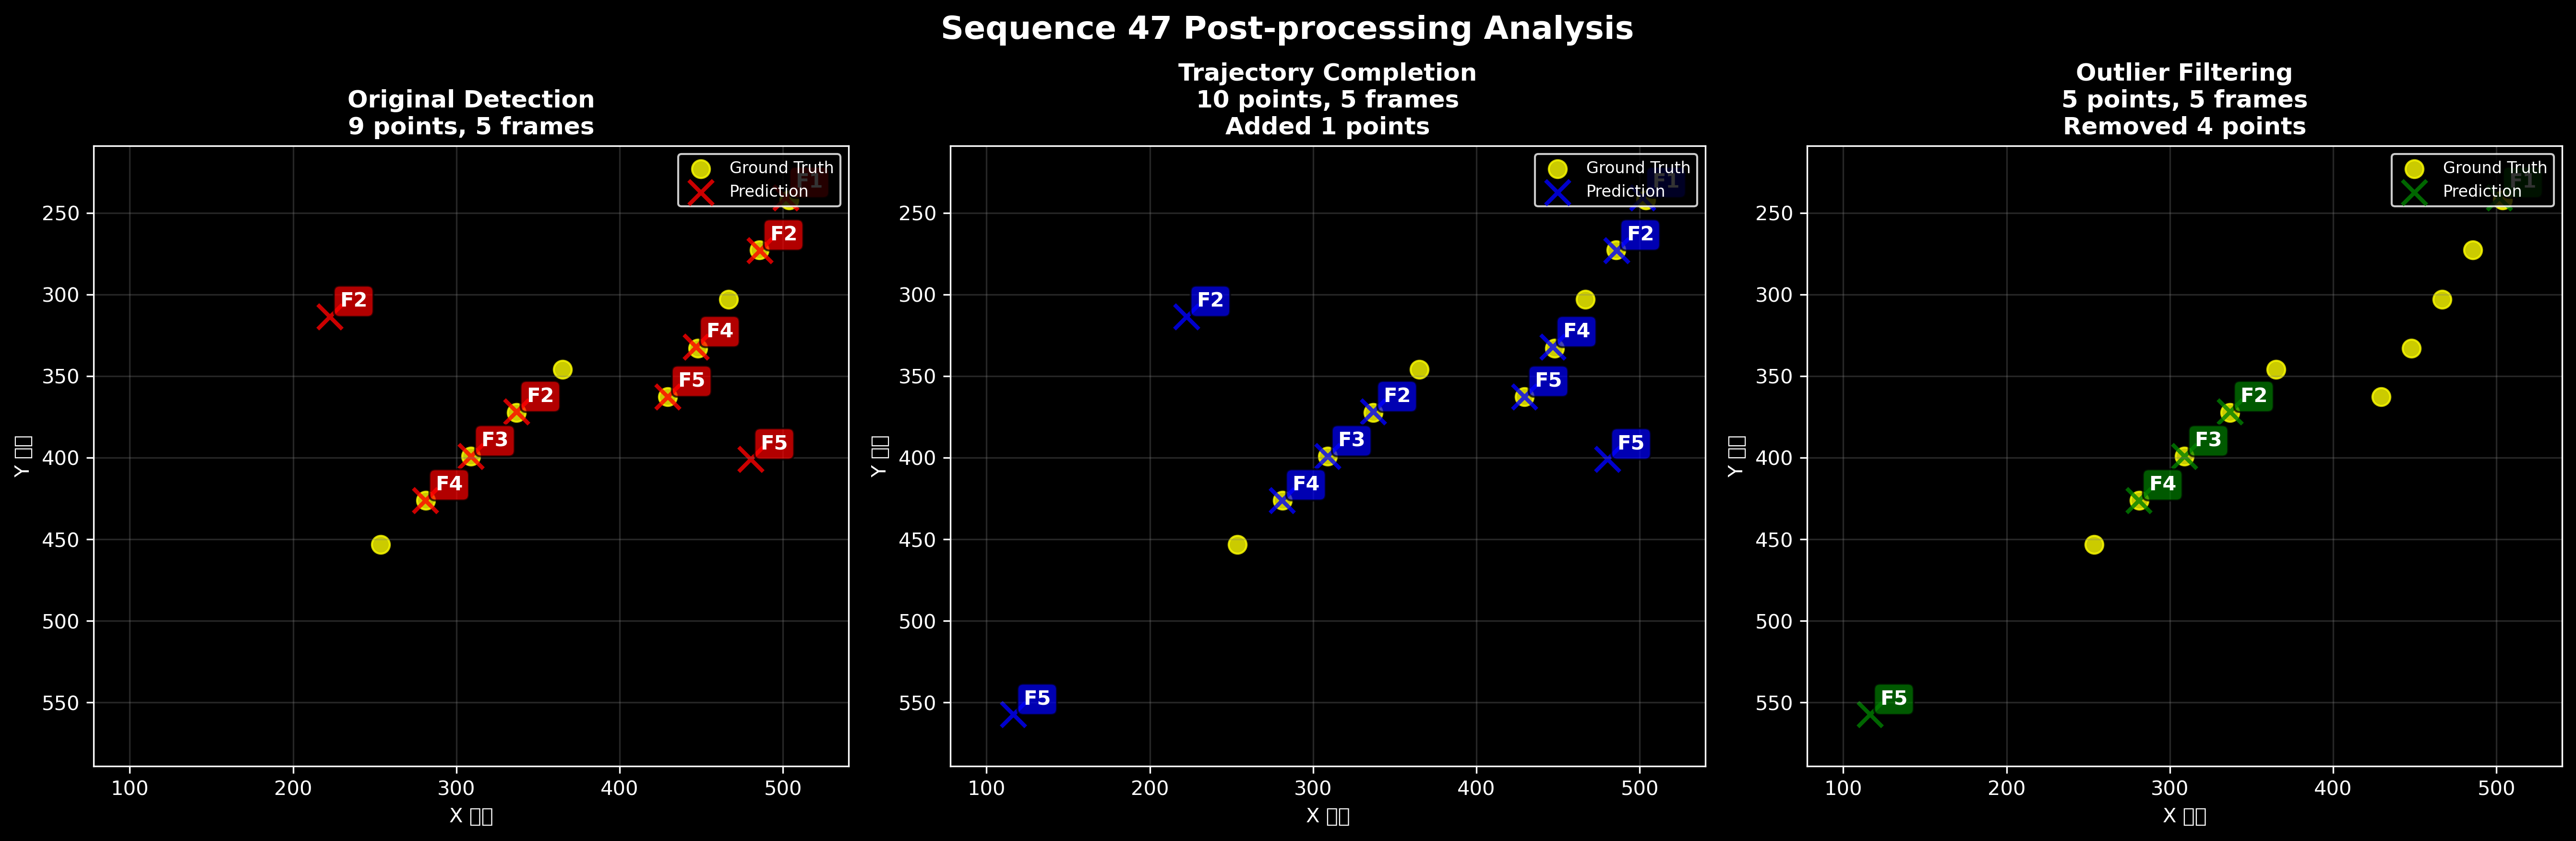 Sequence 47 Post-processing Analysis
Original Detection
9 points, 5 frames
Ground Truth
Prediction
F1
F2
F2
F4
F5
F2
F3
F5
F4
250
300
350
400
450
500
550
100
200
300
400
500
Y
X
Trajectory Completion
10 points, 5 frames
Added 1 points
Ground Truth
Prediction
F1
F2
F2
F4
F5
F2
F3
F5
F4
F5
250
300
350
400
450
500
550
100
200
300
400
500
Y
X
Outlier Filtering
5 points, 5 frames
Removed 4 points
Ground Truth
Prediction
F1
F2
F3
F4
F5
250
300
350
400
450
500
550
100
200
300
400
500
Y
X